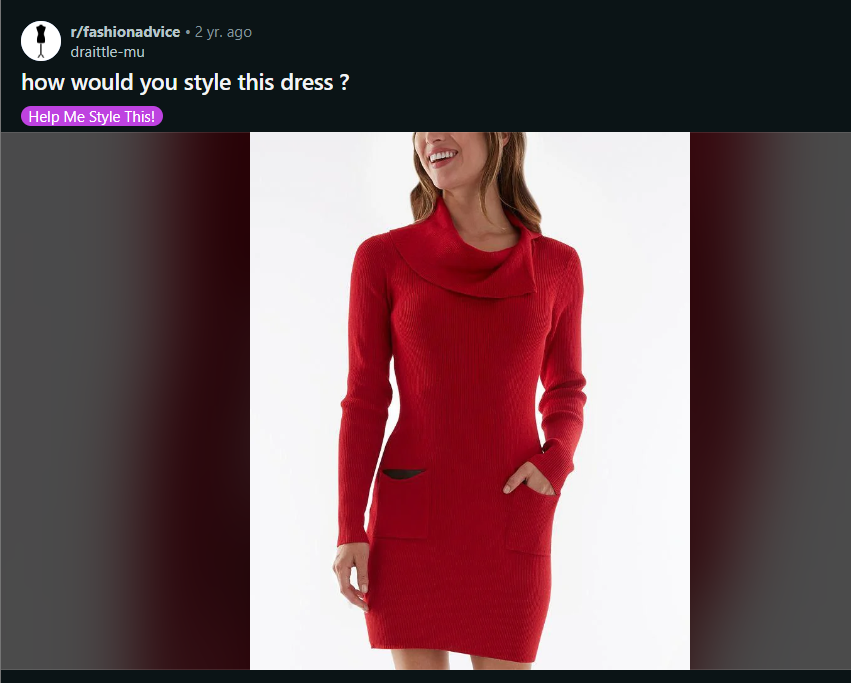 r/fashionadvice • 2 yr. ago
draittle-mu
how would you style this dress ?
Help Me Style This!